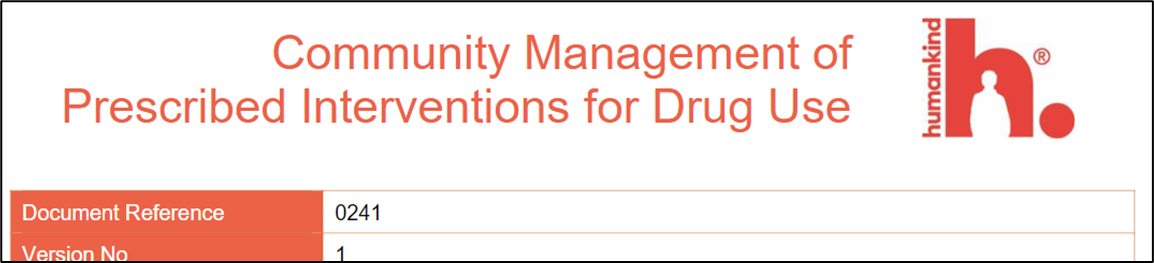 Community Management of
Prescribed Interventions for Drug Use
humankind
h.®
Document Reference 0241
Version No 1